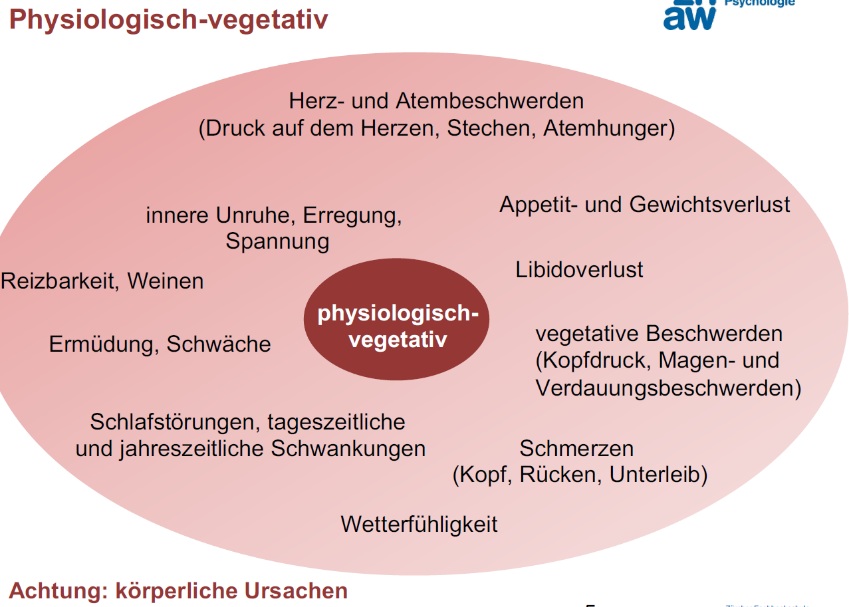 Physiologisch-vegetativ
aw
Psychologie
Herz- und Atembeschwerden
(Druck auf dem Herzen, Stechen, Atemhunger)
innere Unruhe, Erregung,
Spannung
Appetit- und Gewichtsverlust
Reizbarkeit, Weinen
Libidoverlust
physiologisch-
vegetativ
Ermüdung, Schwäche
vegetative Beschwerden
(Kopfdruck, Magen- und
Verdauungsbeschwerden)
Schlafstörungen, tageszeitliche
und jahreszeitliche Schwankungen
Schmerzen
(Kopf, Rücken, Unterleib)
Wetterfühligkeit
Achtung: körperliche Ursachen